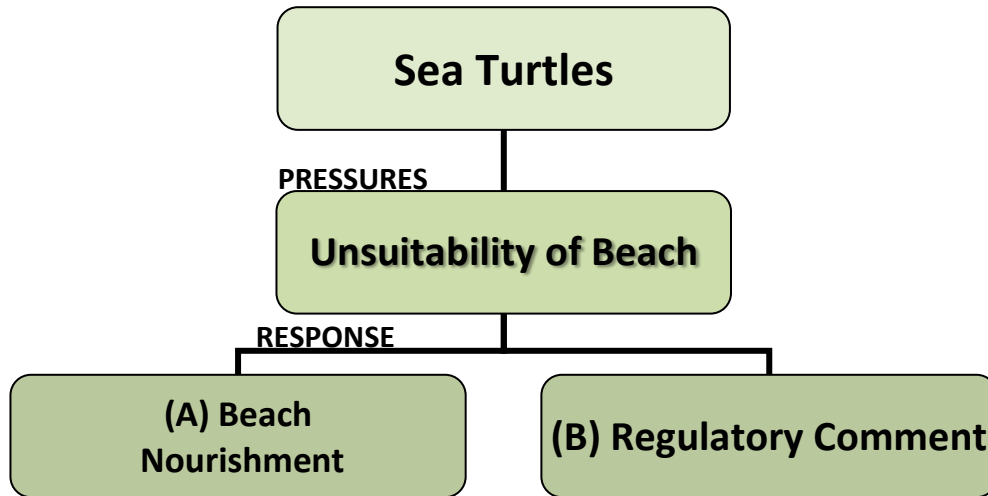 Sea Turtles
PRESSURES
Unsuitability of Beach
RESPONSE
(A) Beach
Nourishment
(B) Regulatory Comment